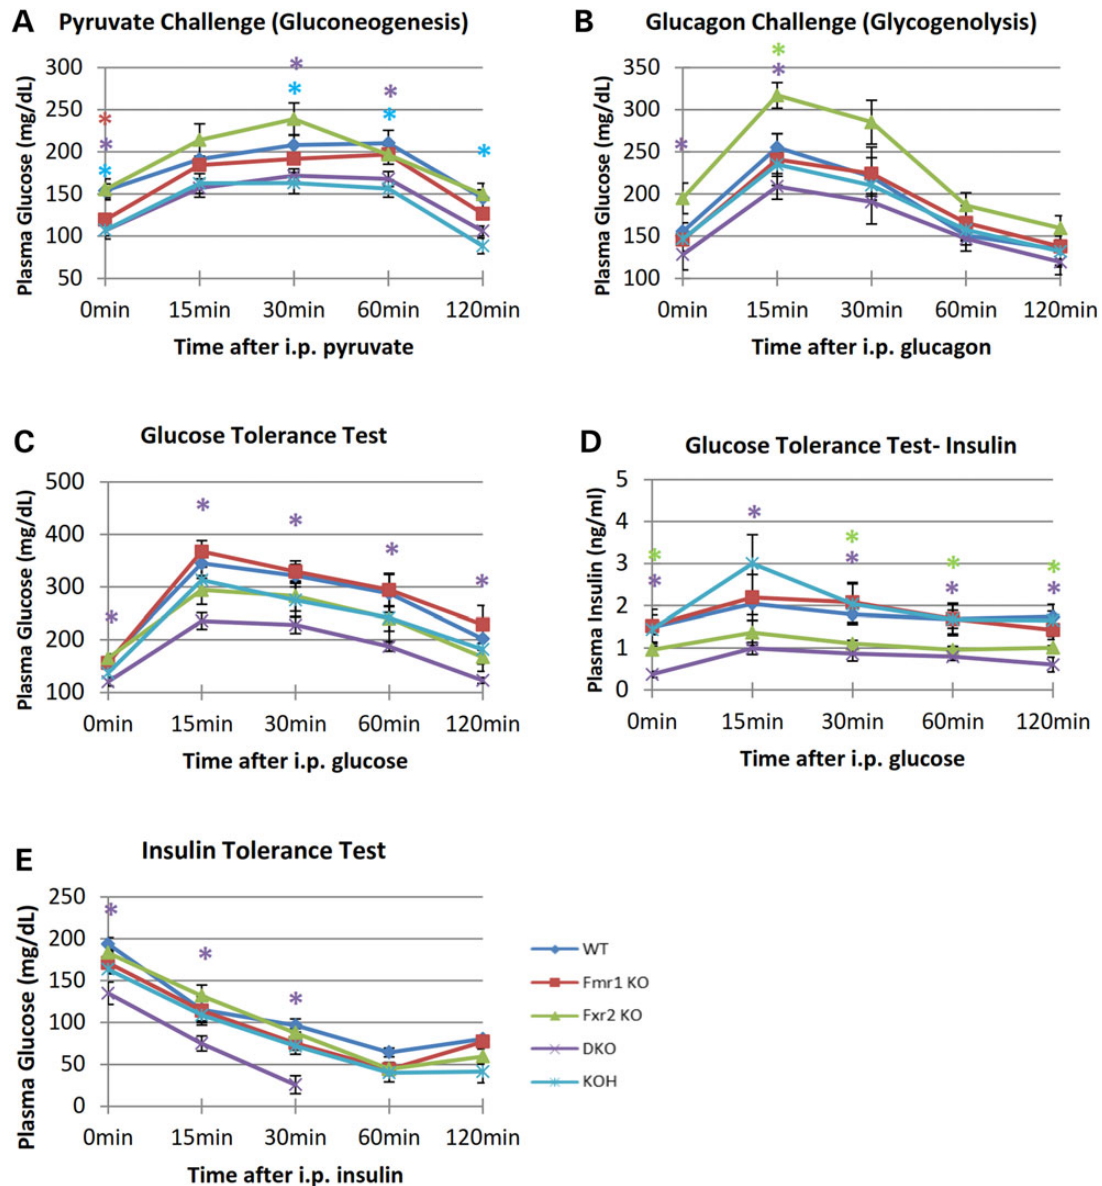 A Pyruvate Challenge (Gluconeogenesis)
Plasma Glucose (mg/dL)
300
250
200
150
100
50
* * * * * * * *
0min 15min 30min 60min 120min
Time after i.p. pyruvate
B Glucagon Challenge (Glycogenolysis)
Plasma Glucose (mg/dL)
350
300
250
200
150
100
* * *
0min 15min 30min 60min 120min
Time after i.p. glucagon
C Glucose Tolerance Test
Plasma Glucose (mg/dL)
500
400
300
200
100
* * * * *
0min 15min 30min 60min 120min
Time after i.p. glucose
D Glucose Tolerance Test- Insulin
Plasma Insulin (ng/ml)
5
4
3
2
1
0
* * * * * * * * *
0min 15min 30min 60min 120min
Time after i.p. glucose
E Insulin Tolerance Test
Plasma Glucose (mg/dL)
250
200
150
100
50
0
* * *
0min 15min 30min 60min 120min
Time after i.p. insulin
WT
Fmr1 KO
Fxr2 KO
DKO
KOH